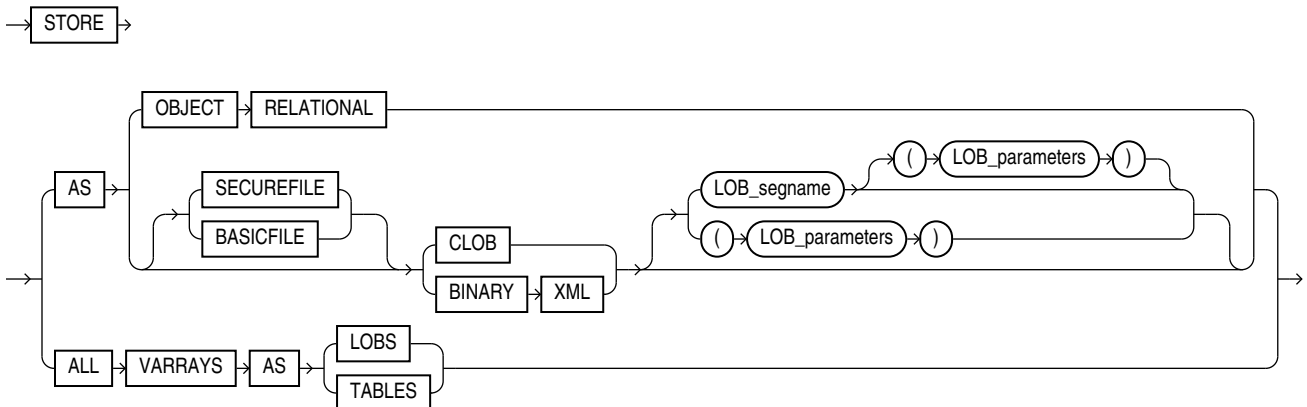 STORE
OBJECT RELATIONAL
( LOB_parameters )
AS SECUREFILE LOB_segname
BASICFILE ( LOB_parameters )
CLOB
BINARY XML
LOBS
ALL VARRAYS AS
TABLES